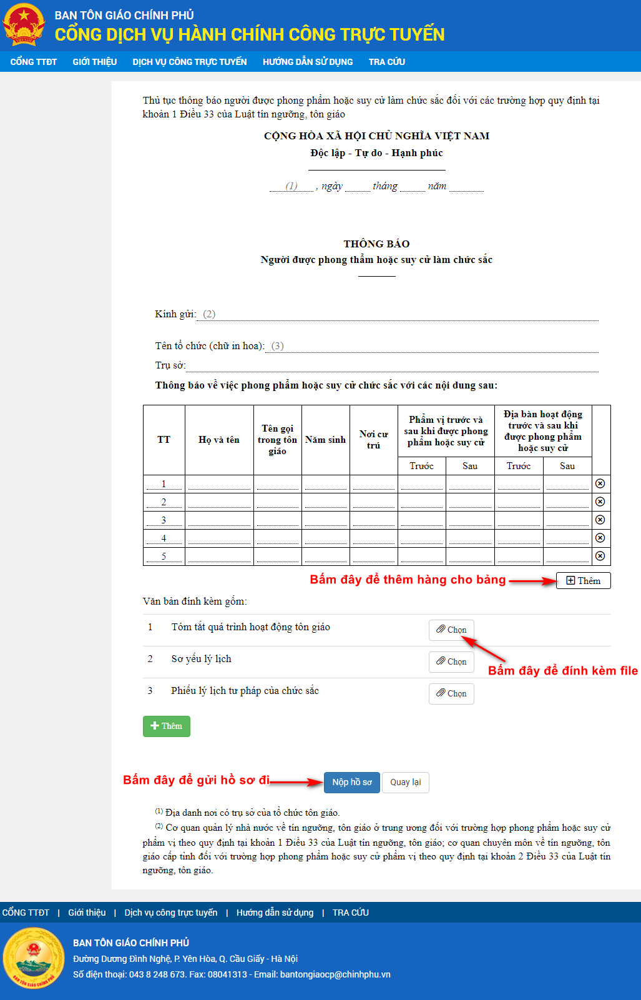 BAN TÔN GIÁO CHÍNH PHỦ
CỔNG DỊCH VỤ HÀNH CHÍNH CÔNG TRỰC TUYẾN
VIỆT NAM
CỔNG TTĐT GIỚI THIỆU DỊCH VỤ CÔNG TRỰC TUYẾN HƯỚNG DẪN SỬ DỤNG TRA CỨU
Thủ tục thông báo người được phong phẩm hoặc suy cử làm chức sắc đối với các trường hợp quy định tại
khoản 1 Điều 33 của Luật tín ngưỡng, tôn giáo
CỘNG HÒA XÃ HỘI CHỦ NGHĨA VIỆT NAM
Độc lập - Tự do - Hạnh phúc
(1) , ngày tháng năm
THÔNG BÁO
Người được phong thẩm hoặc suy cử làm chức sắc
Kính gửi: (2)
Tên tổ chức (chữ in hoa): (3)
Trụ sở:
Thông báo về việc phong phẩm hoặc suy cử chức sắc với các nội dung sau:
TT
Họ và tên
Tên gọi
trong tôn
giáo
Năm sinh
Nơi cư
trú
Phẩm vị trước và
sau khi được phong
phẩm hoặc suy cử
Địa bàn hoạt động
trước và sau khi
được phong phẩm
hoặc suy cử
Trước Sau Trước Sau
1
2
3
4
5
Bấm đây để thêm hàng cho bảng
Thêm
Văn bản đính kèm gốm:
1 Tóm tắt quá trình hoạt động tôn giáo Chọn
2 Sơ yếu lý lịch Chọn
Bấm đây để đính kèm file
3 Phiếu lý lịch tư pháp của chức sắc Chọn
Thêm
Bấm đây để gửi hồ sơ đi
Nộp hồ sơ Quay lại
(1) Địa danh nơi có trụ sở của tổ chức tôn giáo.
(2) Cơ quan quản lý nhà nước về tín ngưỡng, tôn giáo ở trung ương đối với trường hợp phong phẩm hoặc suy cử
phẩm vị theo quy định tại khoản 1 Điều 33 của Luật tín ngưỡng, tôn giáo; cơ quan chuyên môn về tín ngưỡng, tôn
giáo cấp tỉnh đối với trường hợp phong phẩm hoặc suy cử phẩm vị theo quy định tại khoản 2 Điều 33 của Luật tín
ngưỡng, tôn giáo.
CỔNG TTĐT | Giới thiệu | Dịch vụ công trực tuyến | Hướng dẫn sử dụng | TRA CỨU
BAN TÔN GIÁO CHÍNH PHỦ
BAN TÔN GIÁO CHÍNH PHỦ
Đường Dương Đình Nghệ, P. Yên Hòa, Q. Cầu Giấy - Hà Nội
Số điện thoại: 043 8 248 673. Fax: 08041313 - Email: bantongiaocp@chinhphu.vn